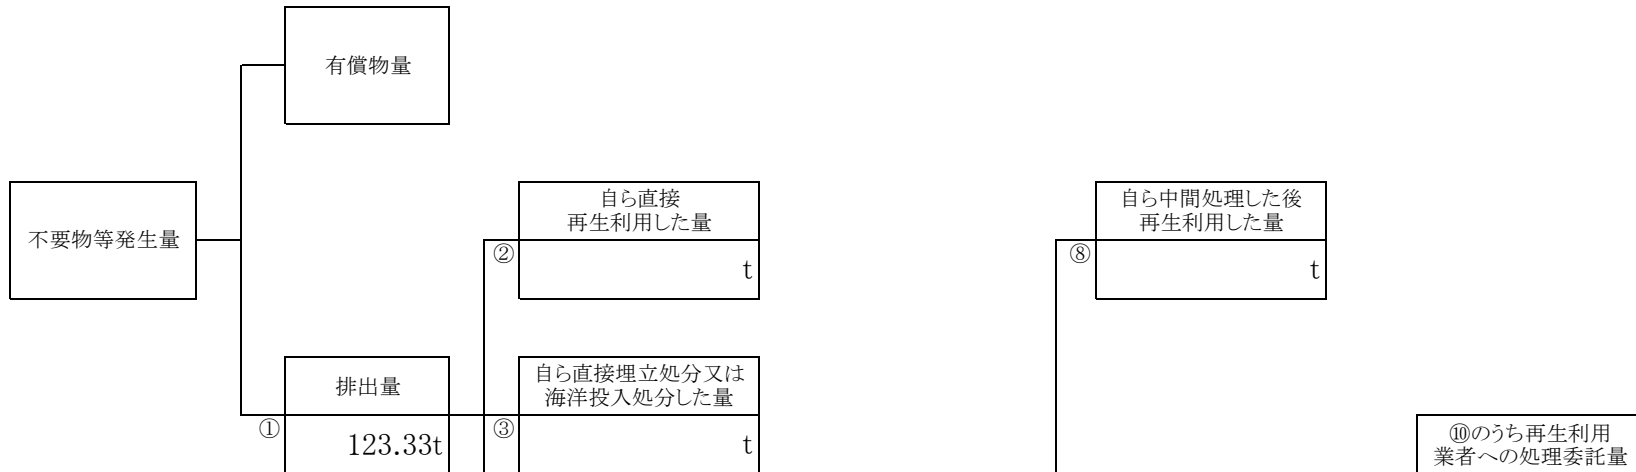 有償物量
不要物等発生量
自ら直接
再生利用した量
②
t
自ら中間処理した後
再生利用した量
⑧
t
排出量
①
123.33t
自ら直接埋立処分又は
海洋投入処分した量
③
t
⑩のうち再生利用
業者への処理委託量